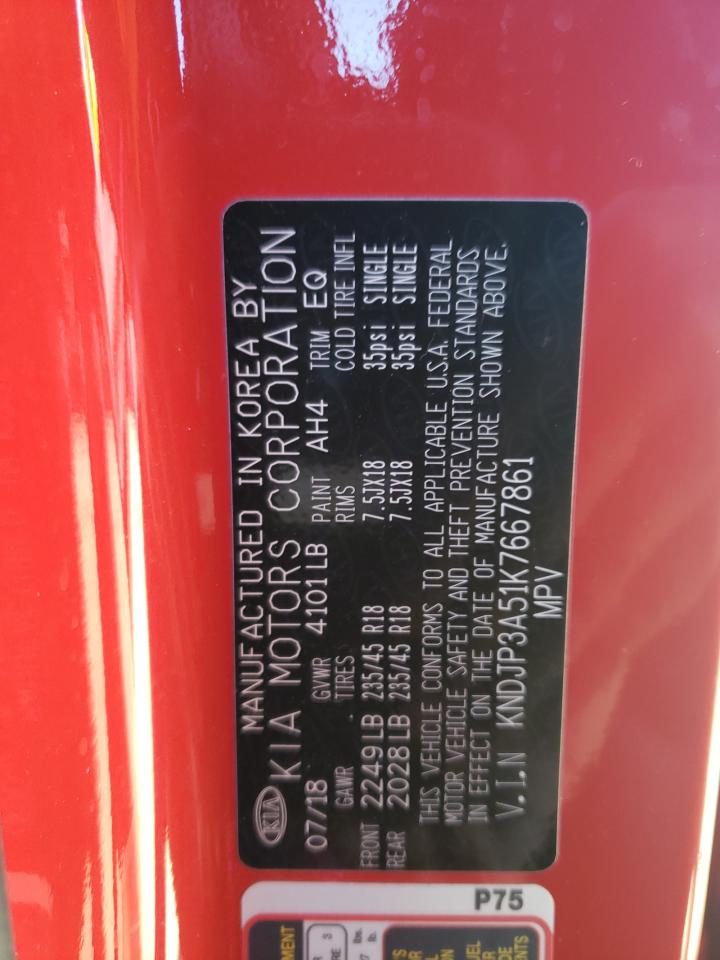 MANUFACTURED IN KOREA BY
KIA KIA MOTORS CORPORATION
07/18 GVWR 4101LB PAINT AH4 TRIM EQ
GAWR TIRES RIMS COLD TIRE INFL
FRONT 2249LB 235/45 R18 7.5JX18 35psi SINGLE
REAR 2028LB 235/45 R18 7.5JX18 35psi SINGLE
THIS VEHICLE CONFORMS TO ALL APPLICABLE U.S.A. FEDERAL
MOTOR VEHICLE SAFETY AND THEFT PREVENTION STANDARDS
IN EFFECT ON THE DATE OF MANUFACTURE SHOWN ABOVE.
V.I.N KNDJP3A51K7667861
MPV
P75